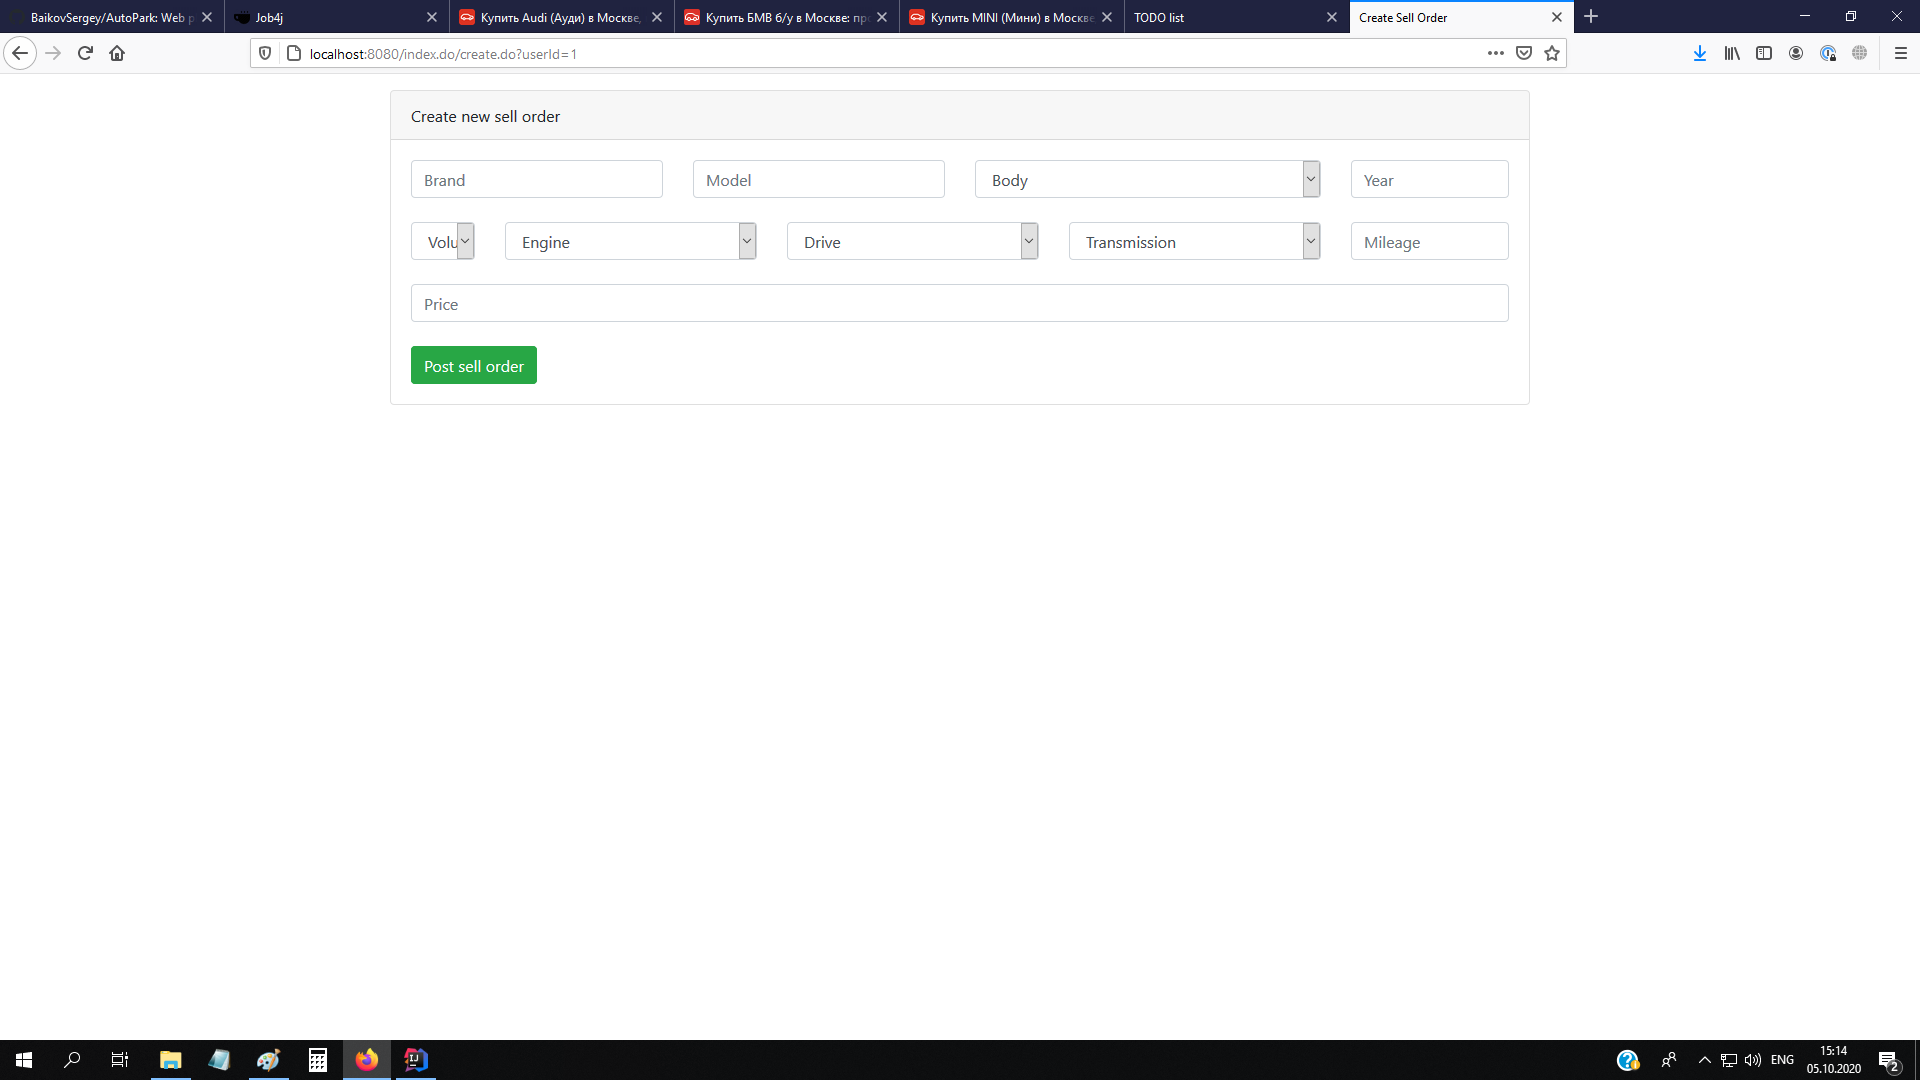 BaikovSergey/AutoPark: Web p
Job4j
Купить Audi (Ауди) в Москве,
Купить БМВ б/у в Москве: пр
Купить MINI (Мини) в Москве
TODO list
Create Sell Order
localhost:8080/index.do/create.do?userId=1
Create new sell order
Brand
Model
Body
Year
Volu
Engine
Drive
Transmission
Mileage
Price
Post sell order
ENG
15:14
05.10.2020
2